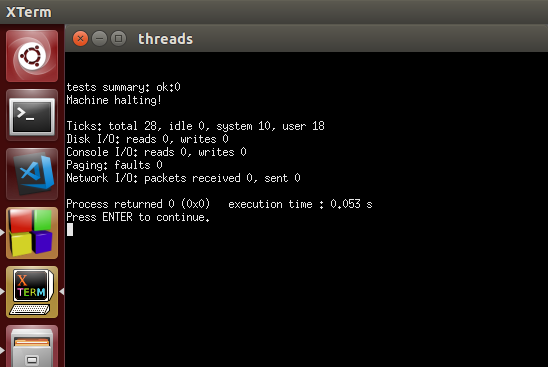 XTerm
threads
tests summary: ok:0
Machine halting!
Ticks: total 28, idle 0, system 10, user 18
Disk I/O: reads 0, writes 0
Console I/O: reads 0, writes 0
Paging: faults 0
Network I/O: packets received 0, sent 0
Process returned 0 (0x0)   execution time : 0.053 s
Press ENTER to continue.
>_
X
TERM